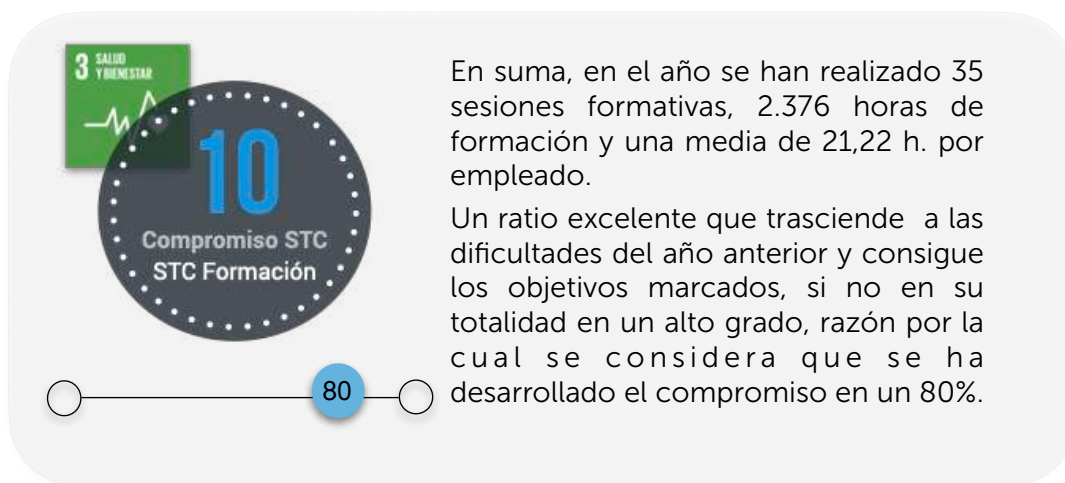 3 SALUD
Y BIENESTAR
10
Compromiso STC
STC Formación
80
En suma, en el año se han realizado 35
sesiones formativas, 2.376 horas de
formación y una media de 21,22 h. por
empleado.
Un ratio excelente que trasciende a las
dificultades del año anterior y consigue
los objetivos marcados, si no en su
totalidad en un alto grado, razón por la
cual se considera que se ha
desarrollado el compromiso en un 80%.